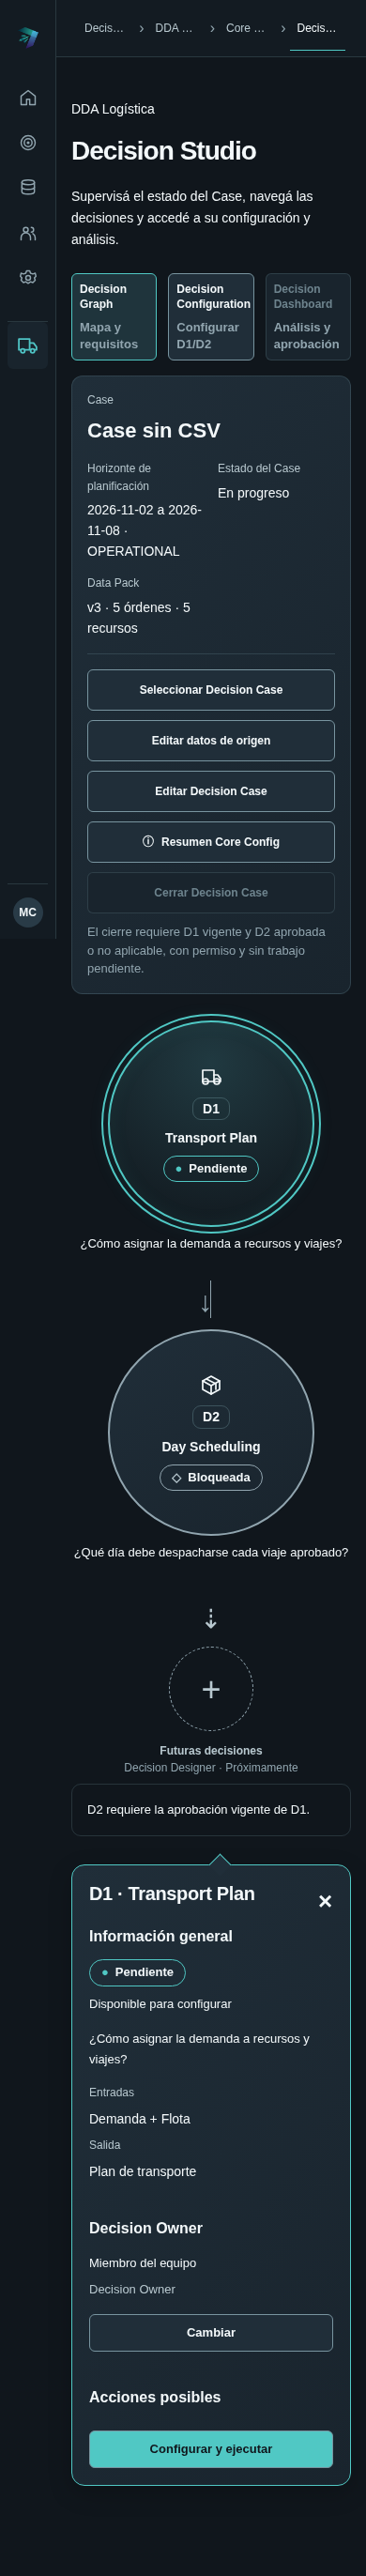 Decis…
DDA …
Core …
Decis…
DDA Logística
Decision Studio
Supervisá el estado del Case, navegá las
decisiones y accedé a su configuración y
análisis.
Decision
Graph
Mapa y
requisitos
Decision
Configuration
Configurar
D1/D2
Decision
Dashboard
Análisis y
aprobación
Case
Case sin CSV
Horizonte de
planificación
2026-11-02 a 2026-
11-08 ·
OPERATIONAL
Estado del Case
En progreso
Data Pack
v3 · 5 órdenes · 5
recursos
Seleccionar Decision Case
Editar datos de origen
Editar Decision Case
ⓘ Resumen Core Config
Cerrar Decision Case
El cierre requiere D1 vigente y D2 aprobada
o no aplicable, con permiso y sin trabajo
pendiente.
MC
D1
Transport Plan
Pendiente
¿Cómo asignar la demanda a recursos y viajes?
D2
Day Scheduling
Bloqueada
¿Qué día debe despacharse cada viaje aprobado?
Futuras decisiones
Decision Designer · Próximamente
D2 requiere la aprobación vigente de D1.
D1 · Transport Plan
Información general
Pendiente
Disponible para configurar
¿Cómo asignar la demanda a recursos y
viajes?
Entradas
Demanda + Flota
Salida
Plan de transporte
Decision Owner
Miembro del equipo
Decision Owner
Cambiar
Acciones posibles
Configurar y ejecutar